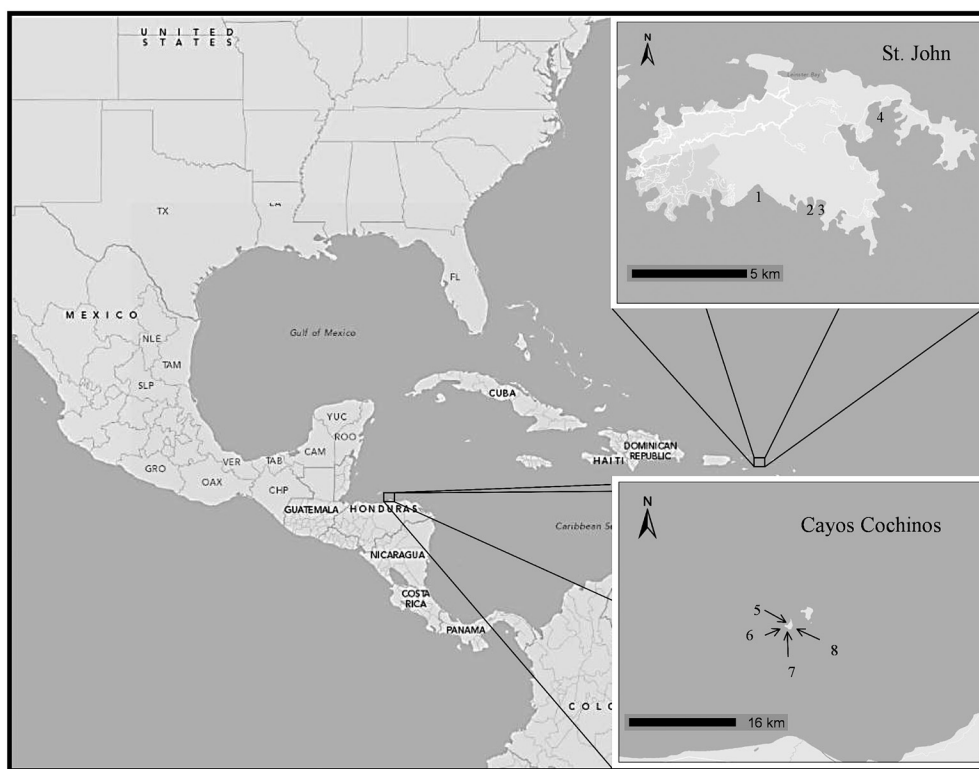 UNITED
STATES
TX
FL
MEXICO
NLE
TAM
SLP
Gulf of Mexico
CUBA
YUC
ROO
CAM
VER
TAB
GRO
OAX
CHP
HAITI
DOMINICAN
REPUBLIC
GUATEMALA
HONDURAS
NICARAGUA
COSTA
RICA
PANAMA
Caribbean Se
COLO
N
St. John
4
1
2 3
5 km
N
Cayos Cochinos
5
6
7
8
16 km